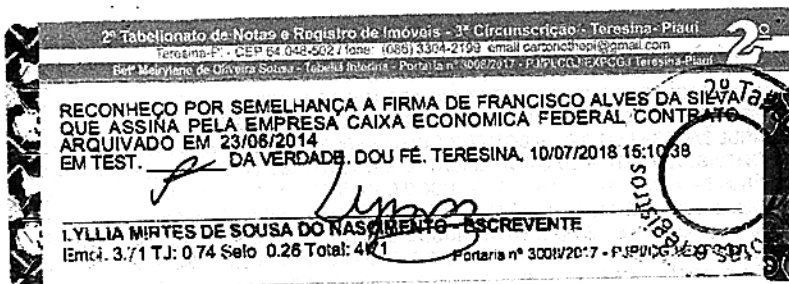 2º Tabelionato de Notas e Registro de Imóveis - 3ª Circunscrição - Teresina- Piauí
Teresina-P. - CEP 64.048-502 / fone: (086) 3304-2199 email cartoriothepi@gmail.com
Belª Meirylane de Oliveira Sousa - Tabeliã Interina - Portaria nº 3008/2017 - PJPI/CGJ/EXPCGJ Teresina-Piauí
2º
RECONHEÇO POR SEMELHANÇA A FIRMA DE FRANCISCO ALVES DA SILVA
QUE ASSINA PELA EMPRESA CAIXA ECONOMICA FEDERAL CONTRATO
ARQUIVADO EM 23/06/2014
EM TEST. DA VERDADE. DOU FÉ. TERESINA, 10/07/2018 15:10:38
LYLLIA MIRTES DE SOUSA DO NASCIMENTO - ESCREVENTE
Emol. 3.71 TJ: 0.74 Selo 0.26 Total: 4.71
Portaria nº 3008/2017 - PJPI/CGJ/EXPCGJ